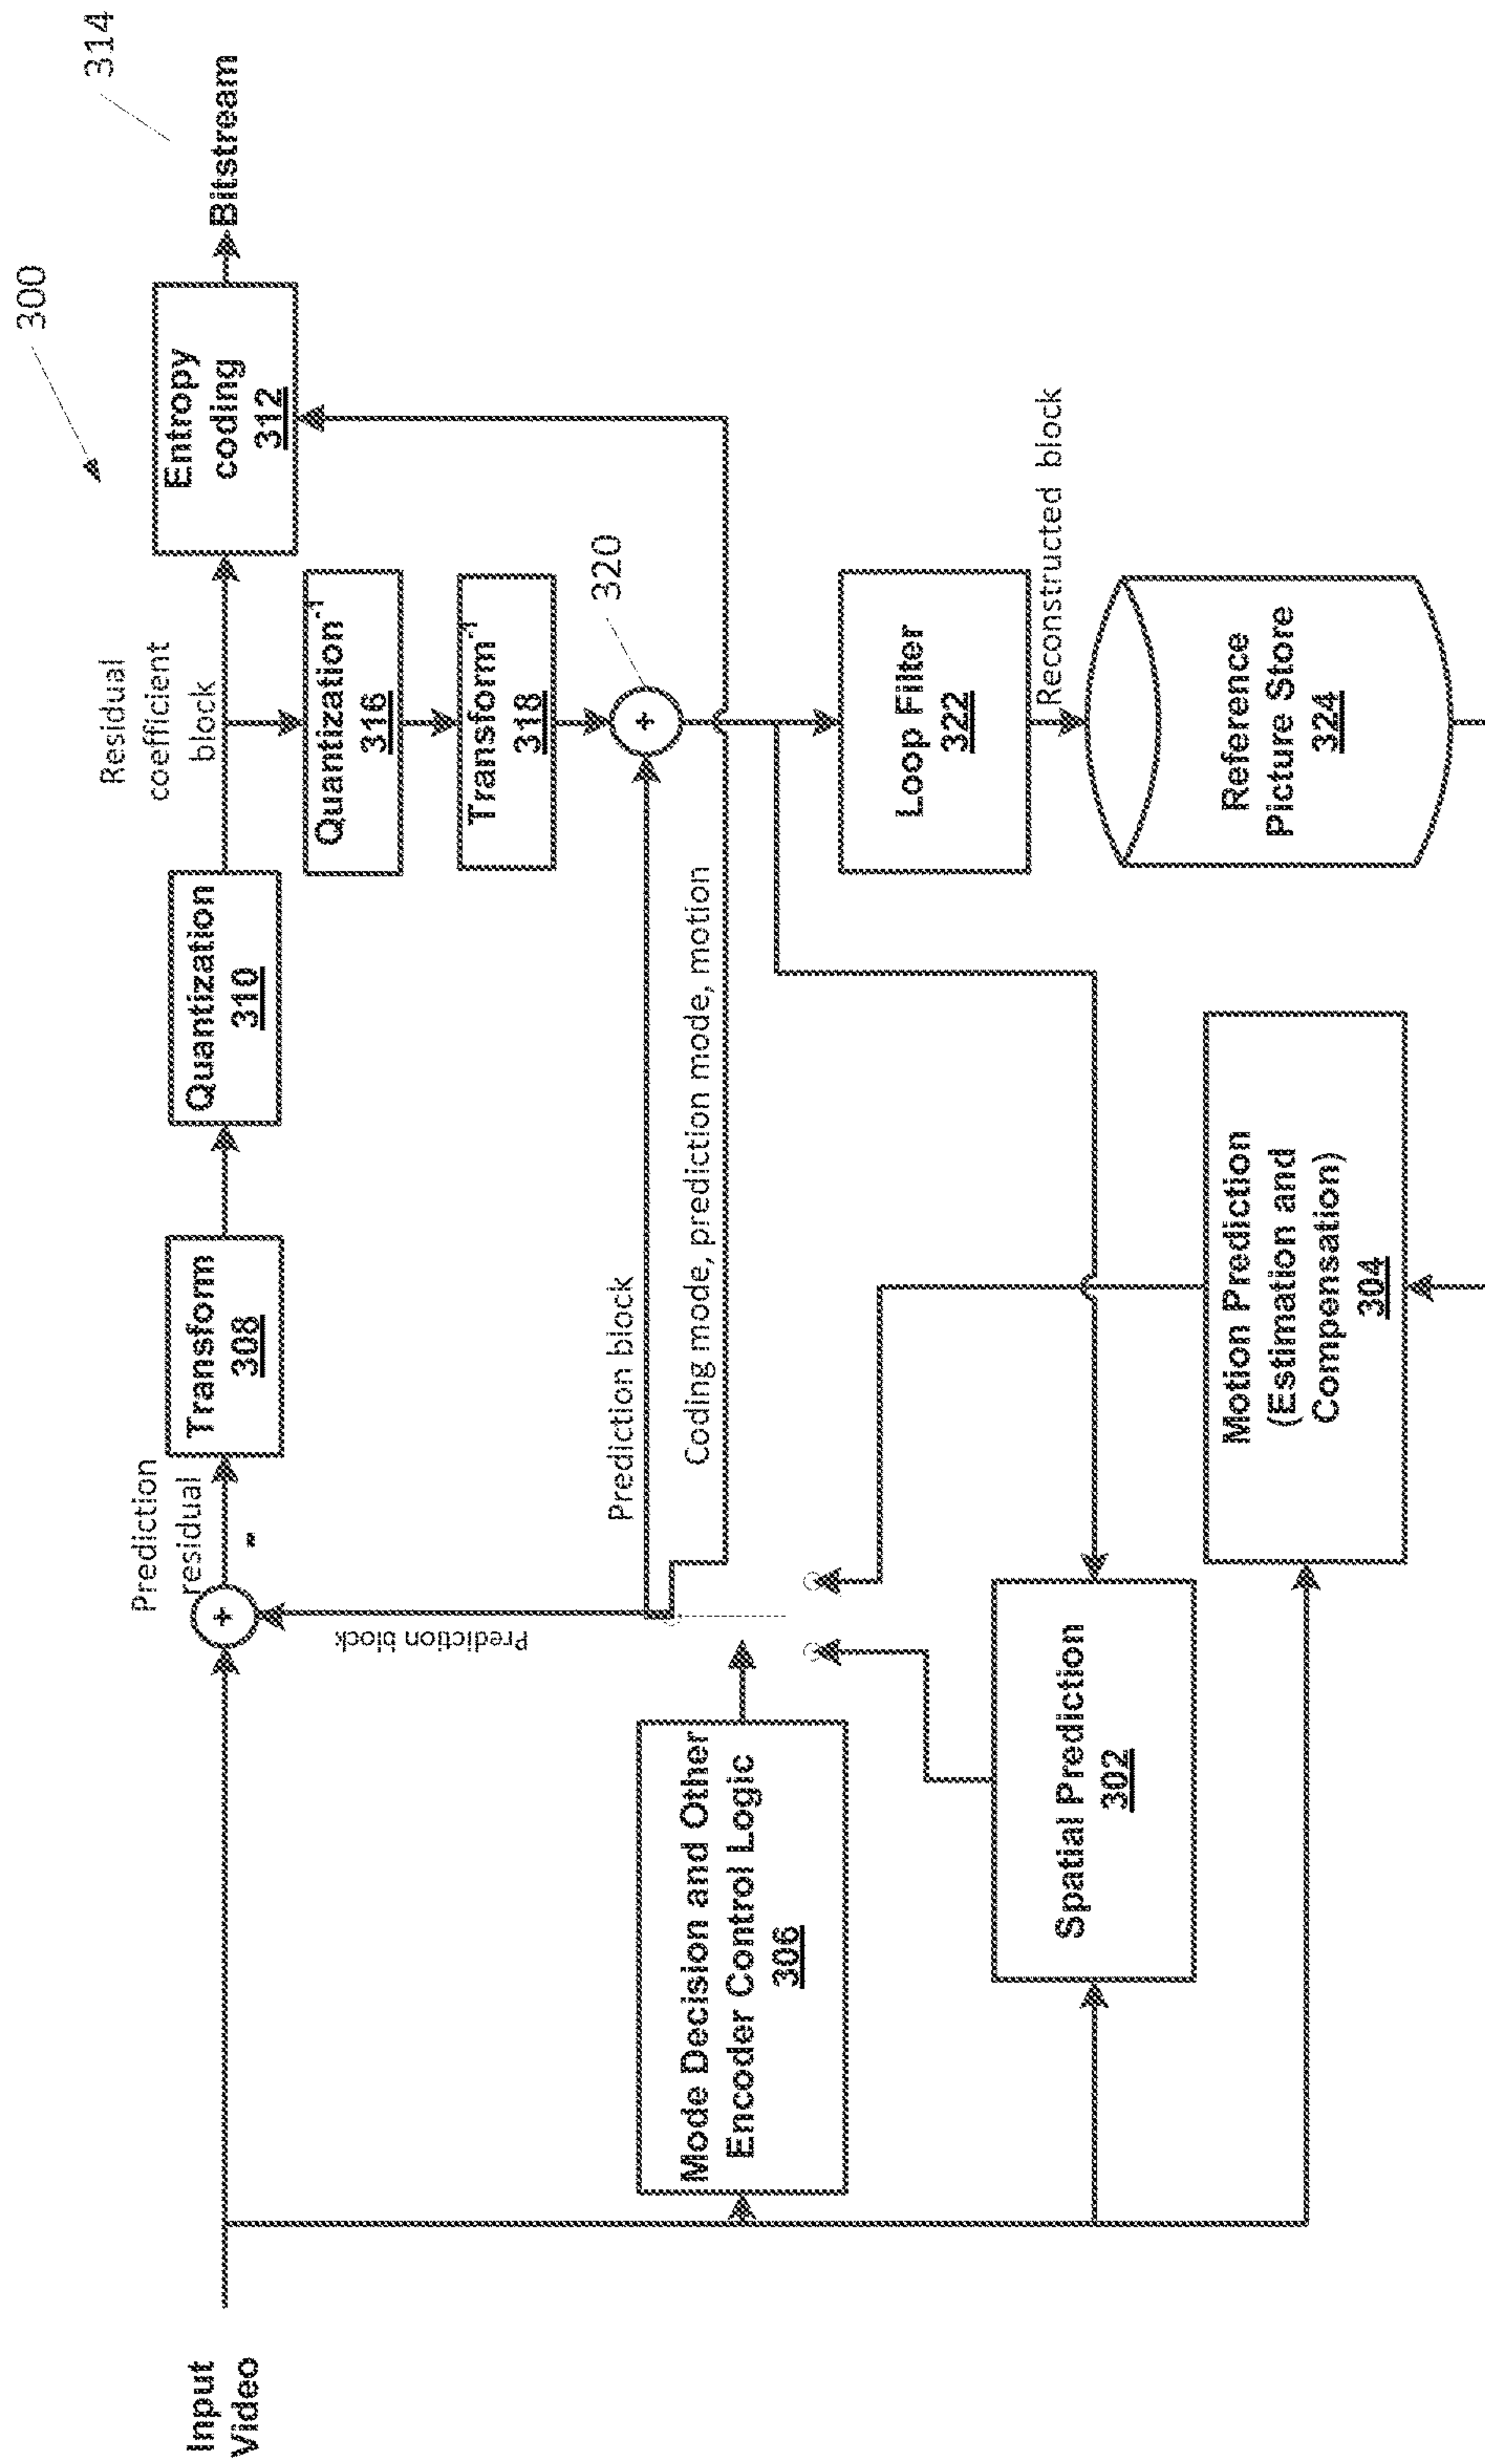 300
314
Input
Video
Prediction
residual
-
+
Transform
308
Quantization
310
Residual
coefficient
block
Entropy
coding
312
Bitstream
Quantization-1
316
Transform-1
318
320
+
Prediction block
Prediction block
Coding mode, prediction mode, motion
Mode Decision and Other
Encoder Control Logic
306
Spatial Prediction
302
Motion Prediction
(Estimation and
Compensation)
304
Loop Filter
322
Reconstructed block
Reference
Picture Store
324